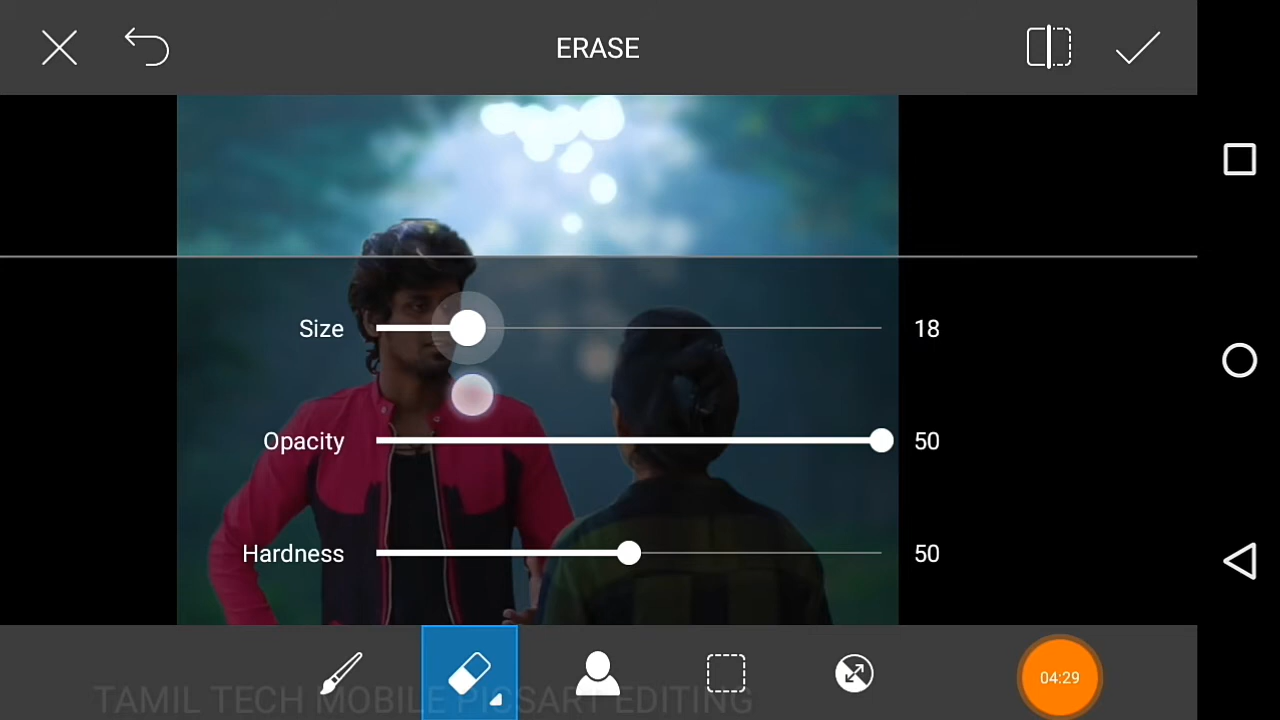 ERASE
Size 18
Opacity 50
Hardness 50
04:29
TAMIL TECH MOBILE PICSART EDITING